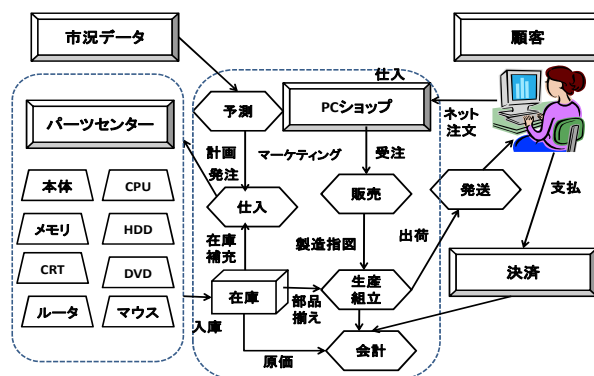 市況データ
顧客
仕入
予測
PCショップ
ネット
注文
パーツセンター
計画
発注
マーケティング
受注
本体
CPU
仕入
販売
発送
支払
メモリ
HDD
在庫
補充
製造指図
出荷
CRT
DVD
在庫
部品
揃え
生産
組立
決済
ルータ
マウス
入庫
原価
会計